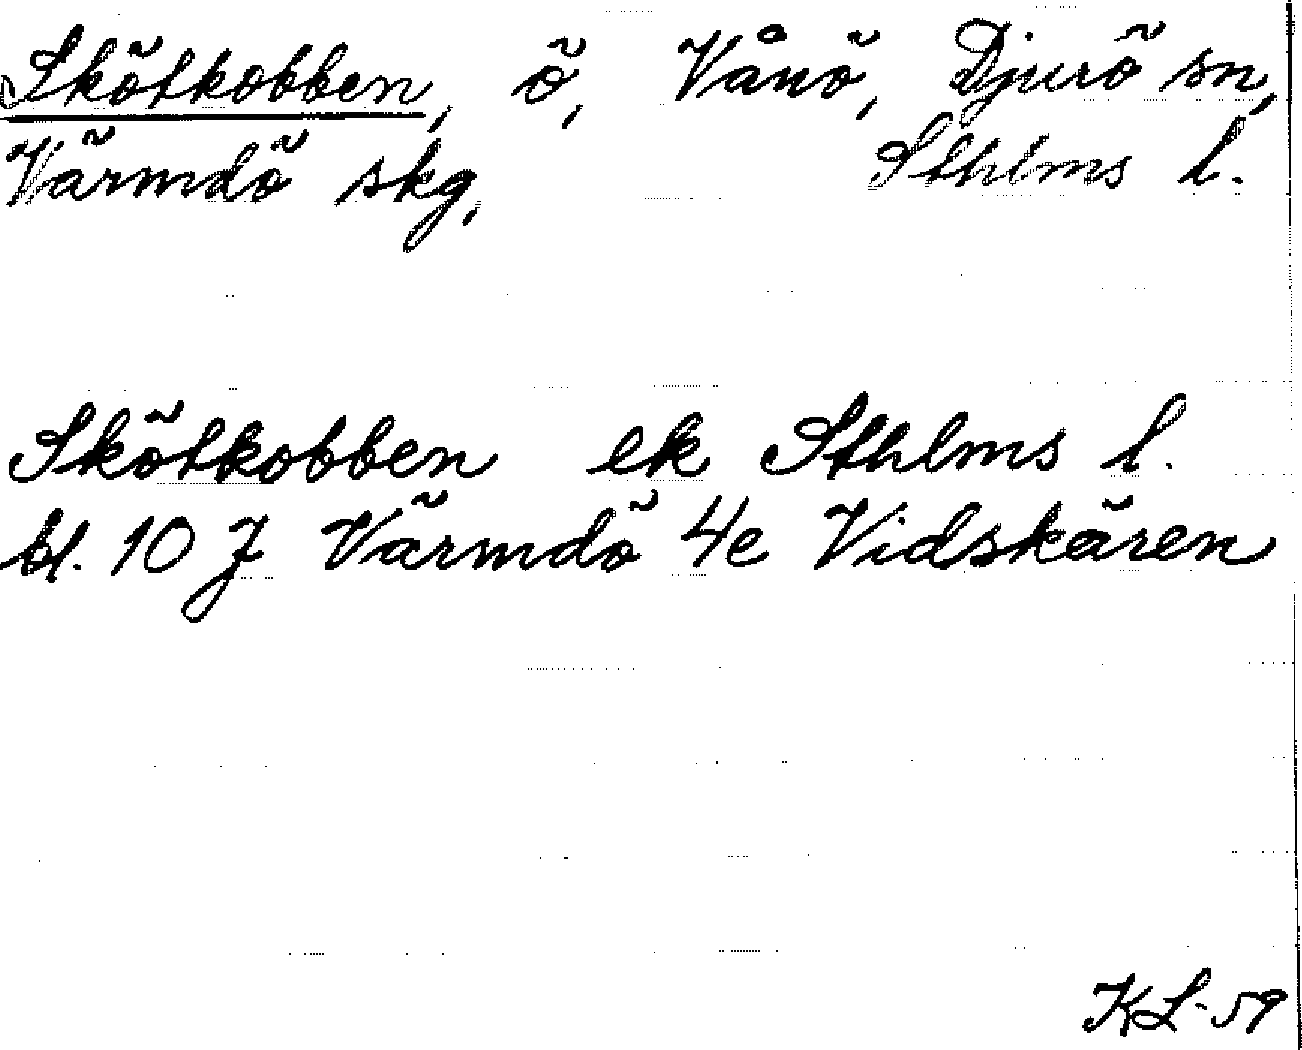 Skötkobben, ö, Vånö, Djurö sn,
Värmdö skg, Sthlms l.
Skötkobben ek Sthlms l.
bl. 10 J Värmdö 4e Vidskären
KL-59